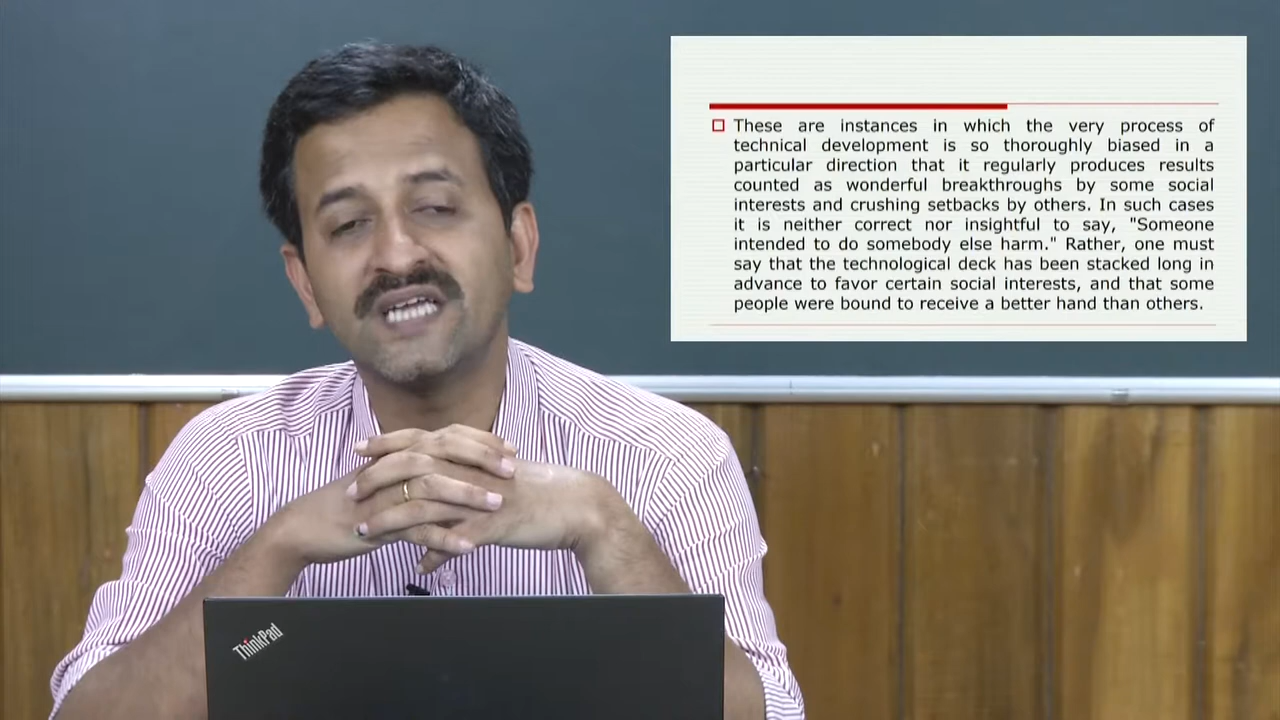 These are instances in which the very process of
technical development is so thoroughly biased in a
particular direction that it regularly produces results
counted as wonderful breakthroughs by some social
interests and crushing setbacks by others. In such cases
it is neither correct nor insightful to say, "Someone
intended to do somebody else harm." Rather, one must
say that the technological deck has been stacked long in
advance to favor certain social interests, and that some
people were bound to receive a better hand than others.
ThinkPad